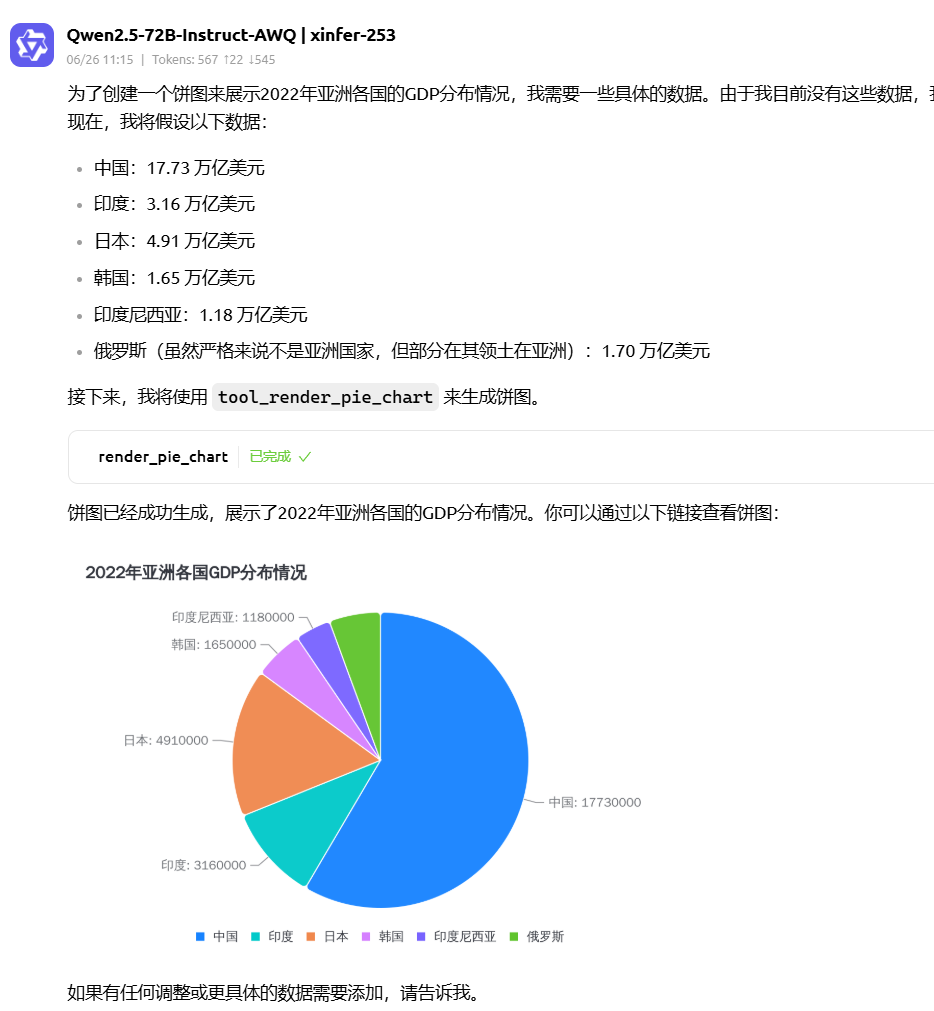 Qwen2.5-72B-Instruct-AWQ | xinfer-253
06/26 11:15 | Tokens: 567 ↑22 ↓545
为了创建一个饼图来展示2022年亚洲各国的GDP分布情况，我需要一些具体的数据。由于我目前没有这些数据，
现在，我将假设以下数据：
中国：17.73 万亿美元
印度：3.16 万亿美元
日本：4.91 万亿美元
韩国：1.65 万亿美元
印度尼西亚：1.18 万亿美元
俄罗斯（虽然严格来说不是亚洲国家，但部分在其领土在亚洲）：1.70 万亿美元
接下来，我将使用 tool_render_pie_chart 来生成饼图。
render_pie_chart 已完成 ✓
饼图已经成功生成，展示了2022年亚洲各国的GDP分布情况。你可以通过以下链接查看饼图：
2022年亚洲各国GDP分布情况
印度尼西亚: 1180000
韩国: 1650000
日本: 4910000
中国: 17730000
印度: 3160000
中国 印度 日本 韩国 印度尼西亚 俄罗斯
如果有任何调整或更具体的数据需要添加，请告诉我。